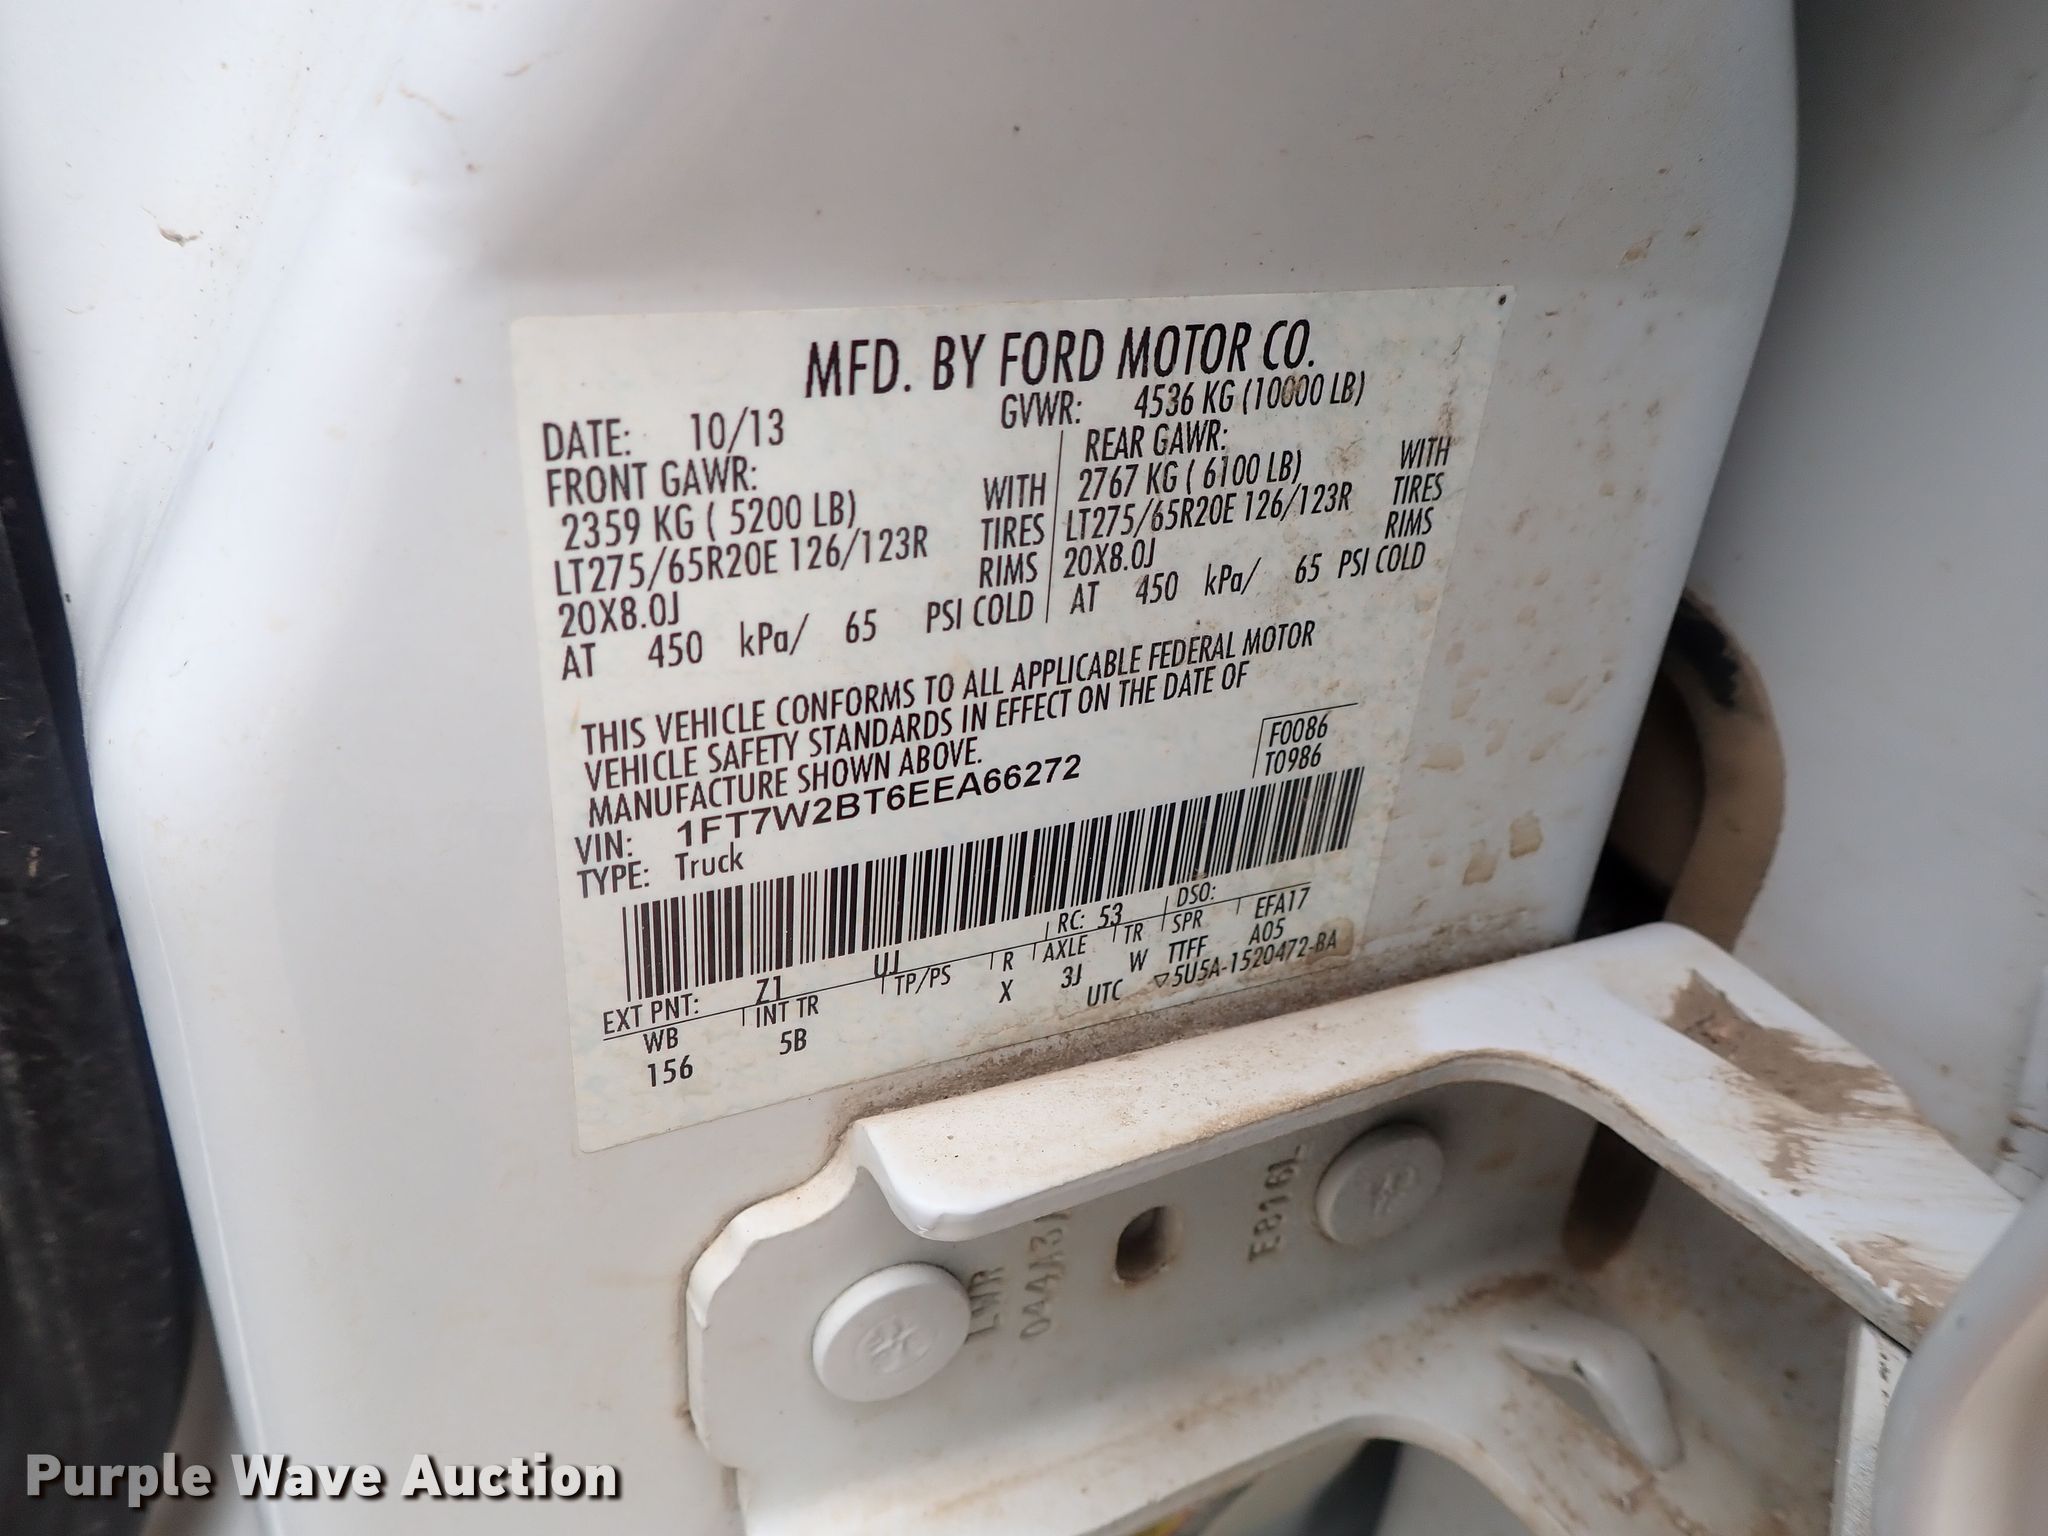 MFD. BY FORD MOTOR CO.
DATE: 10/13 GVWR: 4536 KG (10000 LB)
FRONT GAWR: REAR GAWR:
2359 KG ( 5200 LB) WITH 2767 KG ( 6100 LB) WITH
LT275/65R20E 126/123R TIRES LT275/65R20E 126/123R TIRES
20X8.0J RIMS 20X8.0J RIMS
AT 450 kPa/ 65 PSI COLD AT 450 kPa/ 65 PSI COLD
THIS VEHICLE CONFORMS TO ALL APPLICABLE FEDERAL MOTOR
VEHICLE SAFETY STANDARDS IN EFFECT ON THE DATE OF
MANUFACTURE SHOWN ABOVE.
F0086
T0986
VIN: 1FT7W2BT6EEA66272
TYPE: Truck
EXT PNT: Z1 UJ RC: 53 DSO:
WB INT TR TP/PS R AXLE TR SPR EFA17
156 5B X 3J W TTFF A05
UTC ▽5U5A-1520472-BA
LWR
E816L
Purple Wave Auction